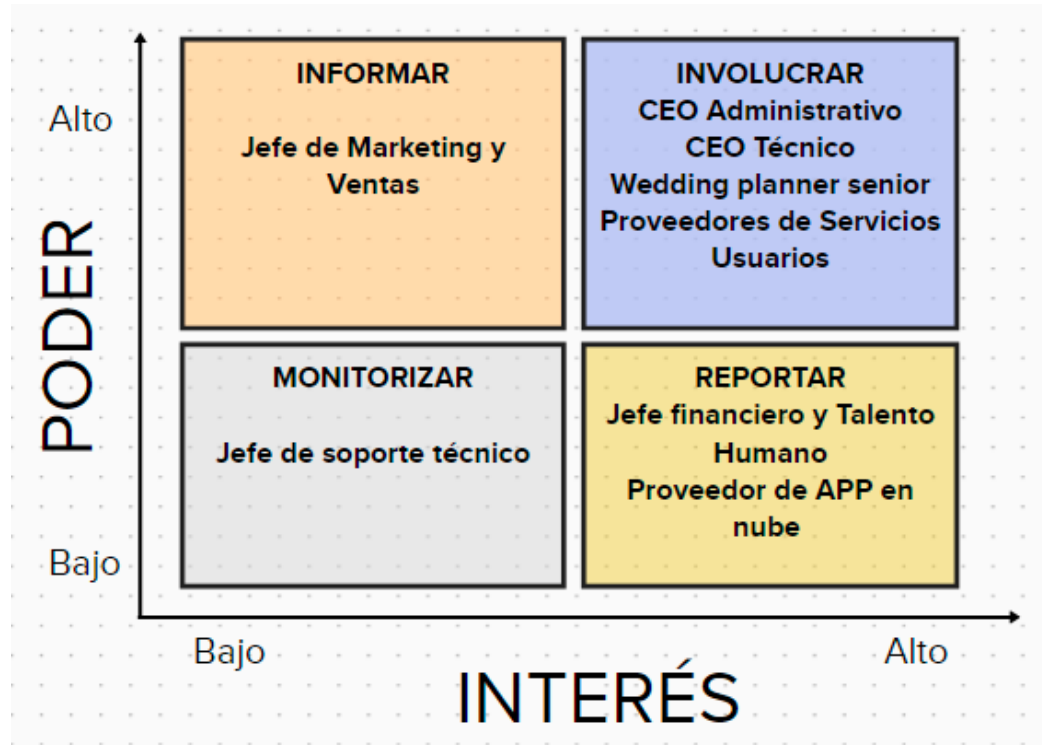 INFORMAR
Jefe de Marketing y
Ventas
INVOLUCRAR
CEO Administrativo
CEO Técnico
Wedding planner senior
Proveedores de Servicios
Usuarios
MONITORIZAR
Jefe de soporte técnico
REPORTAR
Jefe financiero y Talento
Humano
Proveedor de APP en
nube
Alto
PODER
Bajo
Bajo
Alto
INTERÉS